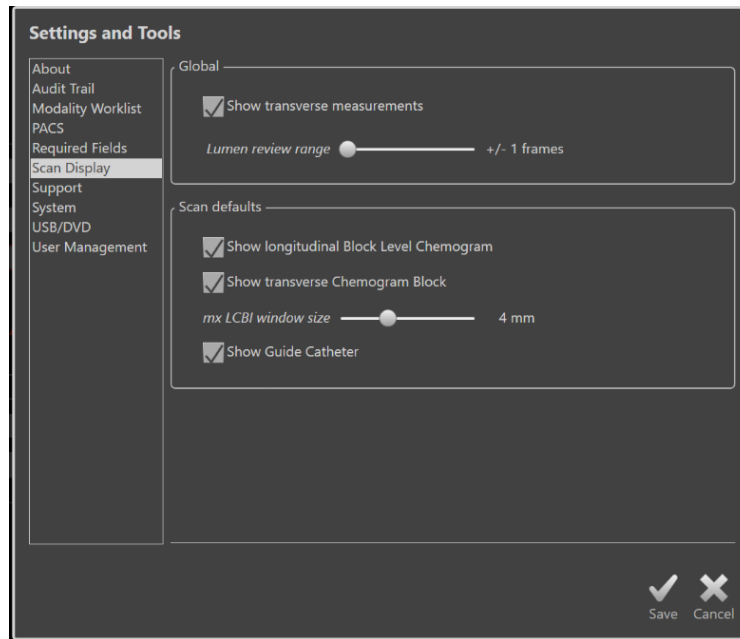 Settings and Tools
About
Audit Trail
Modality Worklist
PACS
Required Fields
Scan Display
Support
System
USB/DVD
User Management
Global
Show transverse measurements
Lumen review range +/- 1 frames
Scan defaults
Show longitudinal Block Level Chemogram
Show transverse Chemogram Block
mx LCBI window size 4 mm
Show Guide Catheter
Save Cancel